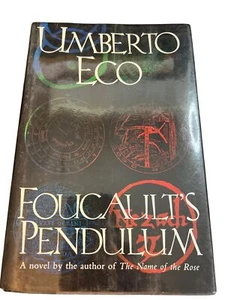 UMBERTO
ECO
FOUCAULT'S
PENDULUM
A novel by the author of The Name of the Rose